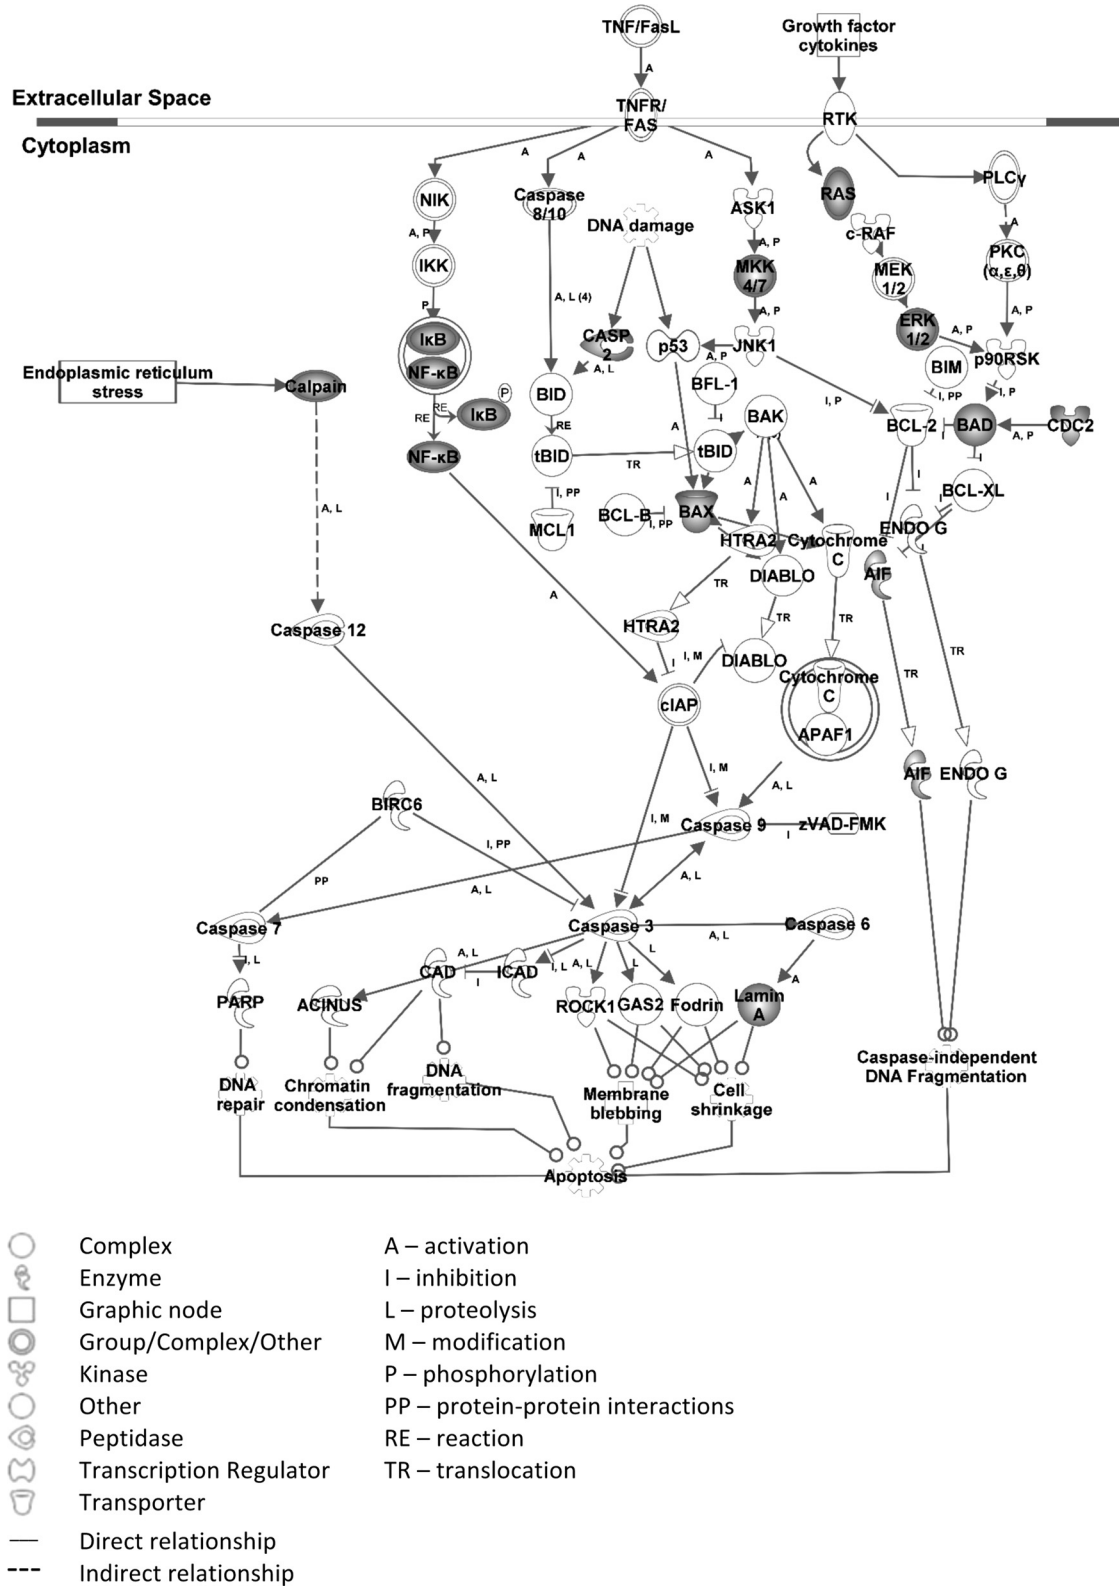 TNF/FasL
Growth factor
cytokines
A
Extracellular Space
TNFR/
FAS
RTK
Cytoplasm
A
A
A
NIK
Caspase
8/10
ASK1
RAS
PLCγ
DNA damage
c-RAF
A
A, P
A, P
IKK
MKK
4/7
MEK
1/2
PKC
(α,ε,θ)
P
A, L (4)
A, P
A, P
IκB
CASP
2
p53
JNK1
ERK
1/2
A, P
p90RSK
NF-κB
A, L
A, P
BIM
Endoplasmic reticulum
stress
Calpain
BID
BFL-1
I, PP
I, P
P
RE
RE
IκB
RE
I
BAK
I, P
BCL-2
I
BAD
A, P
CDC2
A
NF-κB
tBID
TR
tBID
I
I
I
BCL-XL
A, L
I, PP
MCL1
BCL-B
I, PP
BAX
A
A
A
I
ENDO G
I
HTRA2
Cytochrome
C
A
TR
DIABLO
AIF
Caspase 12
HTRA2
TR
TR
I
I, M
DIABLO
Cytochrome
C
TR
TR
cIAP
APAF1
A, L
I, M
A, L
AIF
ENDO G
BIRC6
I, M
Caspase 9
I
zVAD-FMK
I, PP
PP
A, L
A, L
Caspase 7
Caspase 3
A, L
Caspase 6
I, L
A, L
CAD
I
ICAD
I, L
A, L
L
L
A
PARP
ACINUS
ROCK1
GAS2
Fodrin
Lamin
A
DNA
repair
Chromatin
condensation
DNA
fragmentation
Membrane
blebbing
Cell
shrinkage
Caspase-independent
DNA Fragmentation
Apoptosis
Complex
A – activation
Enzyme
I – inhibition
Graphic node
L – proteolysis
Group/Complex/Other
M – modification
Kinase
P – phosphorylation
Other
PP – protein-protein interactions
Peptidase
RE – reaction
Transcription Regulator
TR – translocation
Transporter
Direct relationship
Indirect relationship